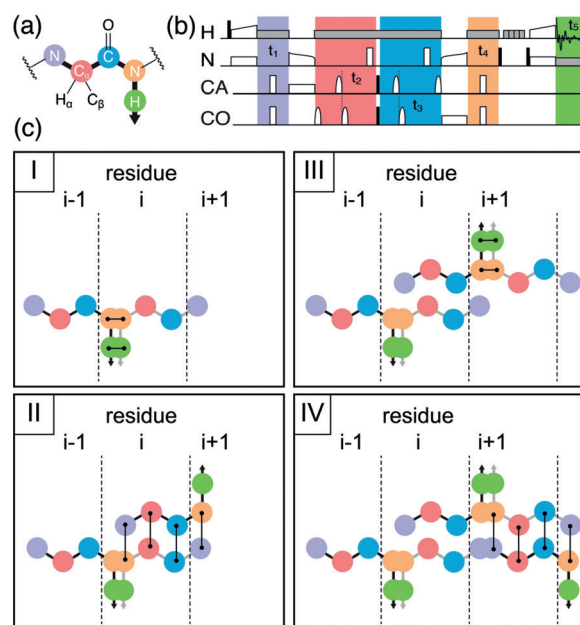 (a)
O
N
C
Cα
N
Hα
Cβ
H
(b)
H
N
CA
CO
t1
t2
t3
t4
t5
(c)
I
residue
i-1 i i+1
III
residue
i-1 i i+1
II
residue
i-1 i i+1
IV
residue
i-1 i i+1